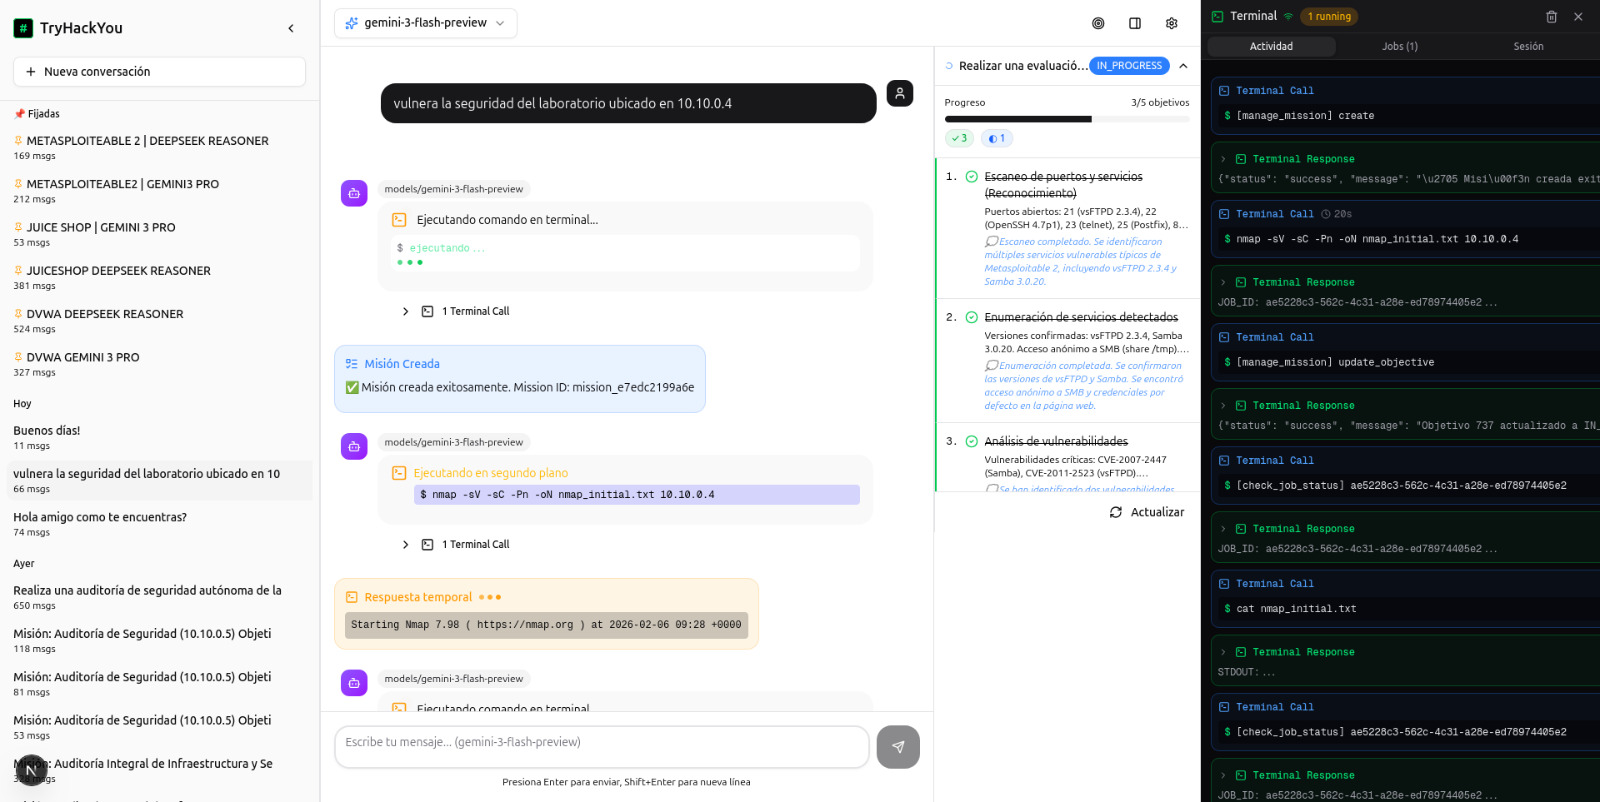 # TryHackYou
Nueva conversación
Fijadas
METASPLOITEABLE 2 | DEEPSEEK REASONER
169 msgs
METASPLOITEABLE2 | GEMINI3 PRO
212 msgs
JUICE SHOP | GEMINI 3 PRO
53 msgs
JUICESHOP DEEPSEEK REASONER
381 msgs
DVWA DEEPSEEK REASONER
524 msgs
DVWA GEMINI 3 PRO
327 msgs
Hoy
Buenos días!
11 msgs
vulnera la seguridad del laboratorio ubicado en 10
66 msgs
Hola amigo como te encuentras?
74 msgs
Ayer
Realiza una auditoría de seguridad autónoma de la
650 msgs
Misión: Auditoría de Seguridad (10.10.0.5) Objeti
118 msgs
Misión: Auditoría de Seguridad (10.10.0.5) Objeti
81 msgs
Misión: Auditoría de Seguridad (10.10.0.5) Objeti
53 msgs
Misión: Auditoría Integral de Infraestructura y Se
msgs
N
gemini-3-flash-preview
vulnera la seguridad del laboratorio ubicado en 10.10.0.4
models/gemini-3-flash-preview
Ejecutando comando en terminal...
$ ejecutando...
1 Terminal Call
Misión Creada
✅ Misión creada exitosamente. Mission ID: mission_e7edc2199a6e
models/gemini-3-flash-preview
Ejecutando en segundo plano
$ nmap -sV -sC -Pn -oN nmap_initial.txt 10.10.0.4
1 Terminal Call
Respuesta temporal
Starting Nmap 7.98 ( https://nmap.org ) at 2026-02-06 09:28 +0000
models/gemini-3-flash-preview
Ejecutando comando en terminal
Escribe tu mensaje... (gemini-3-flash-preview)
Presiona Enter para enviar, Shift+Enter para nueva línea
Realizar una evaluació... IN_PROGRESS
Progreso 3/5 objetivos
3 1
1. Escaneo de puertos y servicios
(Reconocimiento)
Puertos abiertos: 21 (vsFTPD 2.3.4), 22
(OpenSSH 4.7p1), 23 (telnet), 25 (Postfix), 8...
Escaneo completado. Se identificaron
múltiples servicios vulnerables típicos de
Metasploitable 2, incluyendo vsFTPD 2.3.4 y
Samba 3.0.20.
2. Enumeración de servicios detectados
Versiones confirmadas: vsFTPD 2.3.4, Samba
3.0.20. Acceso anónimo a SMB (share /tmp)....
Enumeración completada. Se confirmaron
las versiones de vsFTPD y Samba. Se encontró
acceso anónimo a SMB y credenciales por
defecto en la página web.
3. Análisis de vulnerabilidades
Vulnerabilidades críticas: CVE-2007-2447
(Samba), CVE-2011-2523 (vsFTPD)....
Se han identificado dos vulnerabilidades
Actualizar
Terminal 1 running
Actividad Jobs (1) Sesión
Terminal Call
$ [manage_mission] create
Terminal Response
{"status": "success", "message": "\u2705 Misi\u00f3n creada exit
Terminal Call 20s
$ nmap -sV -sC -Pn -oN nmap_initial.txt 10.10.0.4
Terminal Response
JOB_ID: ae5228c3-562c-4c31-a28e-ed78974405e2...
Terminal Call
$ [manage_mission] update_objective
Terminal Response
{"status": "success", "message": "Objetivo 737 actualizado a IN_
Terminal Call
$ [check_job_status] ae5228c3-562c-4c31-a28e-ed78974405e2
Terminal Response
JOB_ID: ae5228c3-562c-4c31-a28e-ed78974405e2...
Terminal Call
$ cat nmap_initial.txt
Terminal Response
STDOUT:...
Terminal Call
$ [check_job_status] ae5228c3-562c-4c31-a28e-ed78974405e2
Terminal Response
JOB_ID: ae5228c3-562c-4c31-a28e-ed78974405e2...